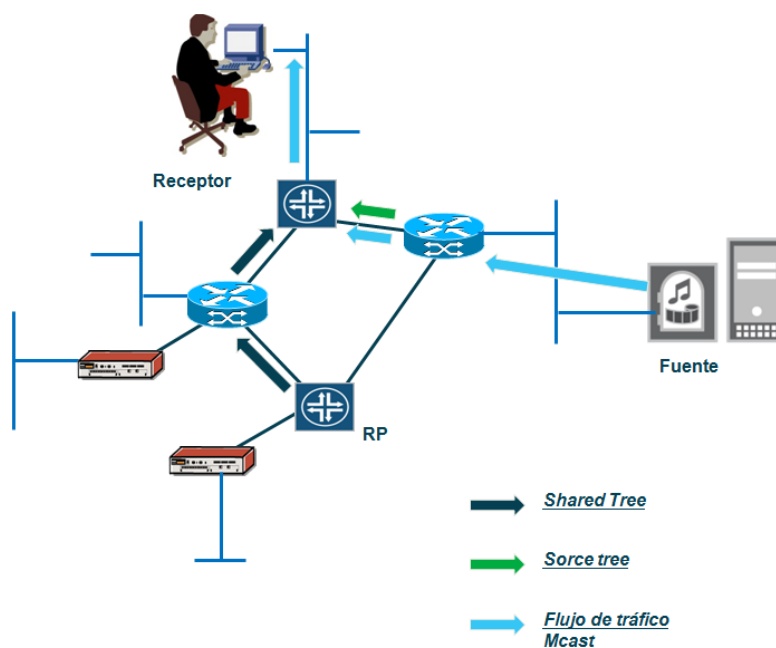 Receptor
Fuente
RP
Shared Tree
Sorce tree
Flujo de tráfico
Mcast